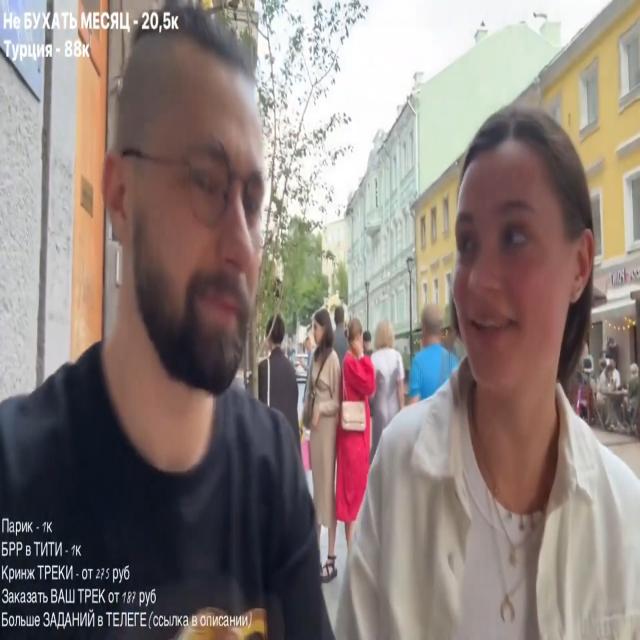 Не БУХАТЬ МЕСЯЦ - 20,5к
Турция - 88к
Парик - 1к
БРР в ТИТИ - 1к
Кринж ТРЕКИ - от 275 руб
Заказать ВАШ ТРЕК от 187 руб
Больше ЗАДАНИЙ в ТЕЛЕГЕ (ссылка в описании)